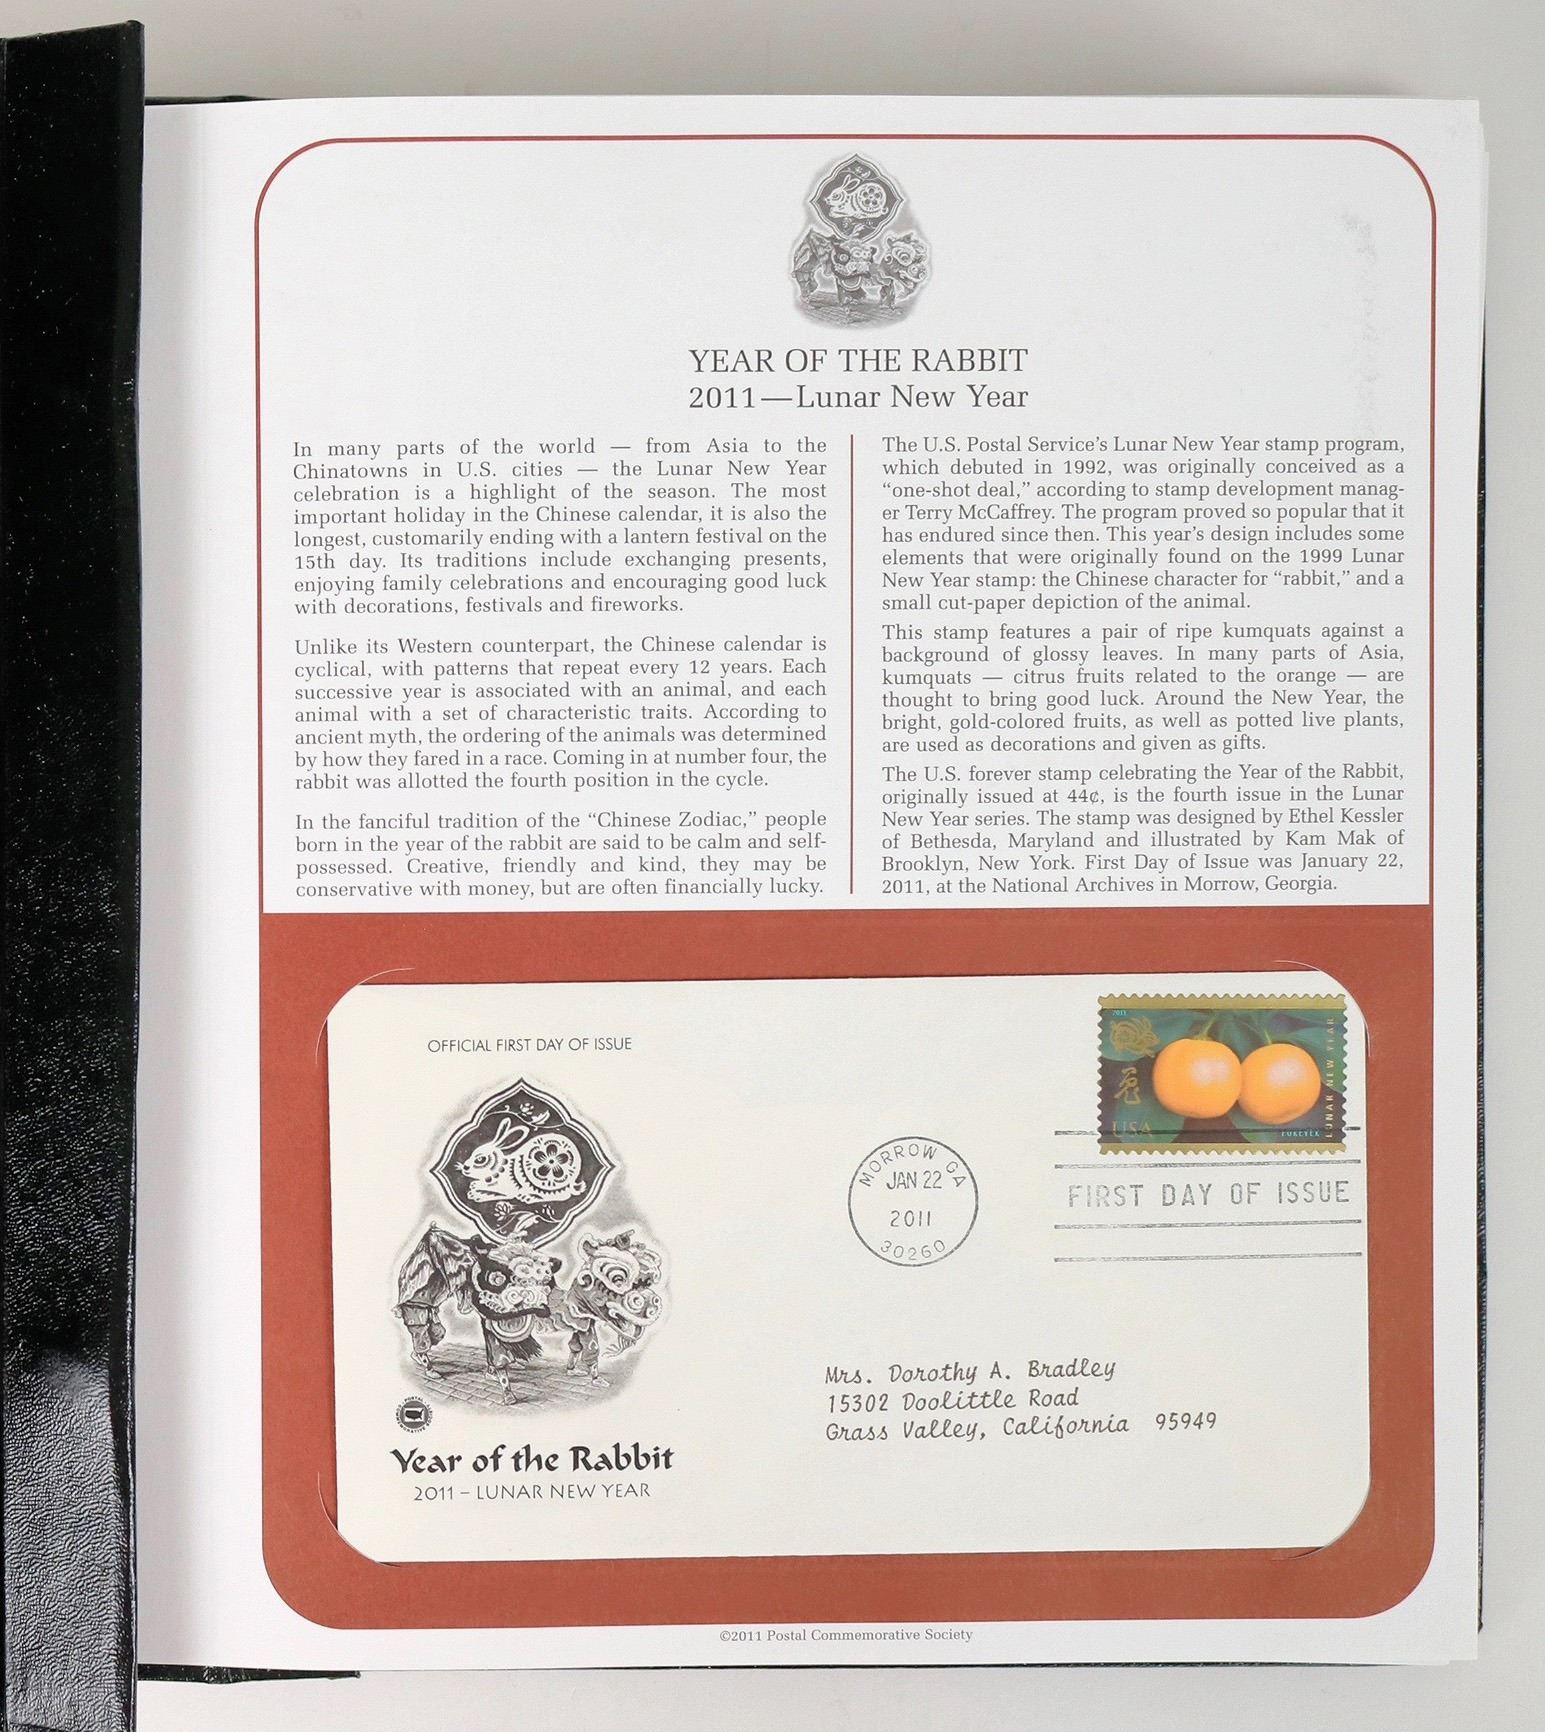 YEAR OF THE RABBIT
2011—Lunar New Year
In many parts of the world — from Asia to the
Chinatowns in U.S. cities — the Lunar New Year
celebration is a highlight of the season. The most
important holiday in the Chinese calendar, it is also the
longest, customarily ending with a lantern festival on the
15th day. Its traditions include exchanging presents,
enjoying family celebrations and encouraging good luck
with decorations, festivals and fireworks.
Unlike its Western counterpart, the Chinese calendar is
cyclical, with patterns that repeat every 12 years. Each
successive year is associated with an animal, and each
animal with a set of characteristic traits. According to
ancient myth, the ordering of the animals was determined
by how they fared in a race. Coming in at number four, the
rabbit was allotted the fourth position in the cycle.
In the fanciful tradition of the “Chinese Zodiac,” people
born in the year of the rabbit are said to be calm and self-
possessed. Creative, friendly and kind, they may be
conservative with money, but are often financially lucky.
The U.S. Postal Service’s Lunar New Year stamp program,
which debuted in 1992, was originally conceived as a
“one-shot deal,” according to stamp development manag-
er Terry McCaffrey. The program proved so popular that it
has endured since then. This year’s design includes some
elements that were originally found on the 1999 Lunar
New Year stamp: the Chinese character for “rabbit,” and a
small cut-paper depiction of the animal.
This stamp features a pair of ripe kumquats against a
background of glossy leaves. In many parts of Asia,
kumquats — citrus fruits related to the orange — are
thought to bring good luck. Around the New Year, the
bright, gold-colored fruits, as well as potted live plants,
are used as decorations and given as gifts.
The U.S. forever stamp celebrating the Year of the Rabbit,
originally issued at 44¢, is the fourth issue in the Lunar
New Year series. The stamp was designed by Ethel Kessler
of Bethesda, Maryland and illustrated by Kam Mak of
Brooklyn, New York. First Day of Issue was January 22,
2011, at the National Archives in Morrow, Georgia.
OFFICIAL FIRST DAY OF ISSUE
2011
兔
USA
FOREVER
LUNAR NEW YEAR
MORROW GA
JAN 22
2011
30260
FIRST DAY OF ISSUE
Mrs. Dorothy A. Bradley
15302 Doolittle Road
Grass Valley, California 95949
Year of the Rabbit
2011 – LUNAR NEW YEAR
©2011 Postal Commemorative Society